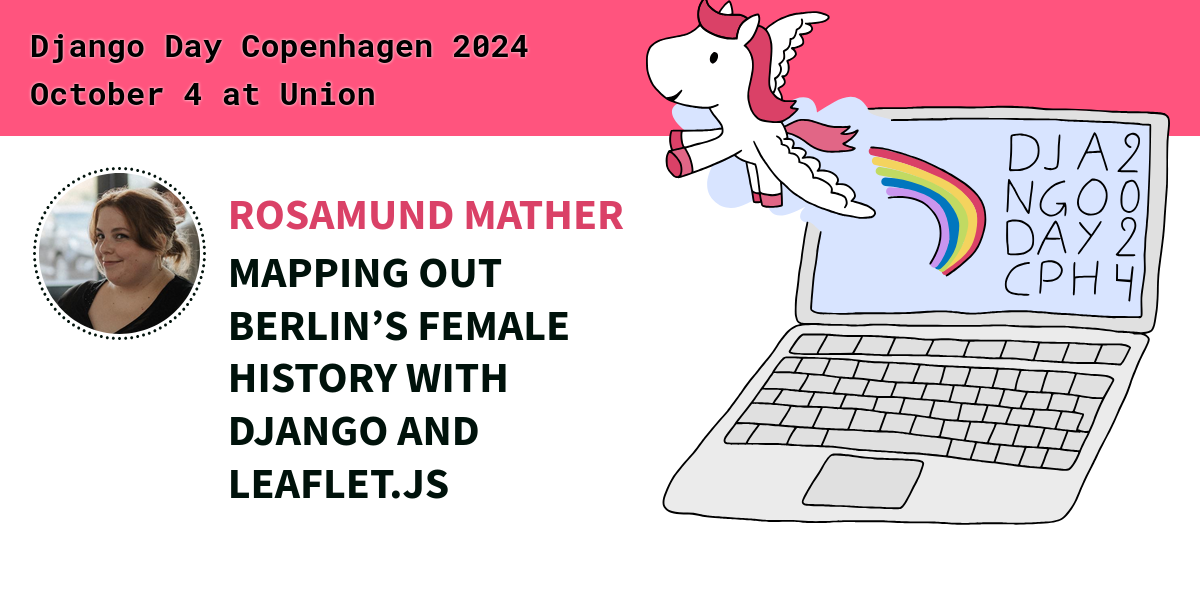 Django Day Copenhagen 2024
October 4 at Union
ROSAMUND MATHER
MAPPING OUT
BERLIN’S FEMALE
HISTORY WITH
DJANGO AND
LEAFLET.JS
DJA2
NGO0
DAY2
CPH4